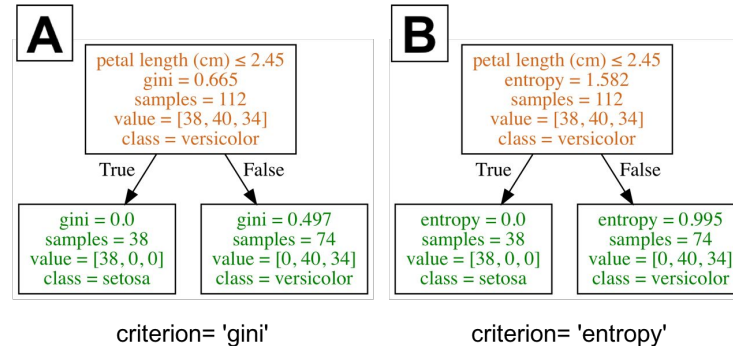 A
petal length (cm) ≤ 2.45
gini = 0.665
samples = 112
value = [38, 40, 34]
class = versicolor
True
False
gini = 0.0
samples = 38
value = [38, 0, 0]
class = setosa
gini = 0.497
samples = 74
value = [0, 40, 34]
class = versicolor
criterion= 'gini'
B
petal length (cm) ≤ 2.45
entropy = 1.582
samples = 112
value = [38, 40, 34]
class = versicolor
True
False
entropy = 0.0
samples = 38
value = [38, 0, 0]
class = setosa
entropy = 0.995
samples = 74
value = [0, 40, 34]
class = versicolor
criterion= 'entropy'